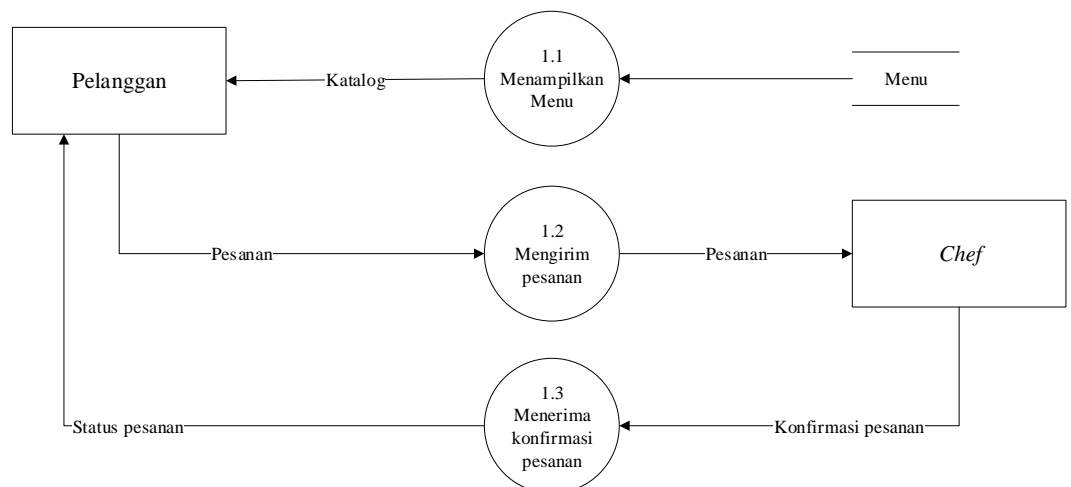 Pelanggan
Katalog
1.1
Menampilkan
Menu
Menu
Pesanan
1.2
Mengirim
pesanan
Pesanan
Chef
Status pesanan
1.3
Menerima
konfirmasi
pesanan
Konfirmasi pesanan